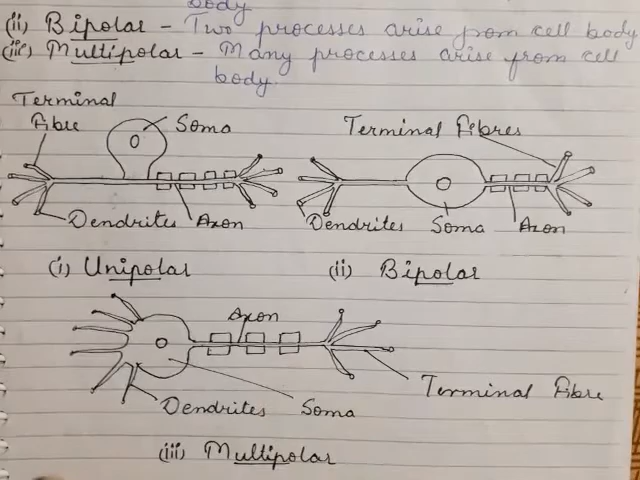 body
(ii) Bipolar - Two processes arise from cell body
(iii) Multipolar - Many processes arise from cell
body.
Terminal
Fibre
Soma
Dendrites
Axon
(i) Unipolar
Terminal Fibres
Dendrites
Soma
Axon
(ii) Bipolar
Axon
Terminal Fibre
Dendrites
Soma
(iii) Multipolar